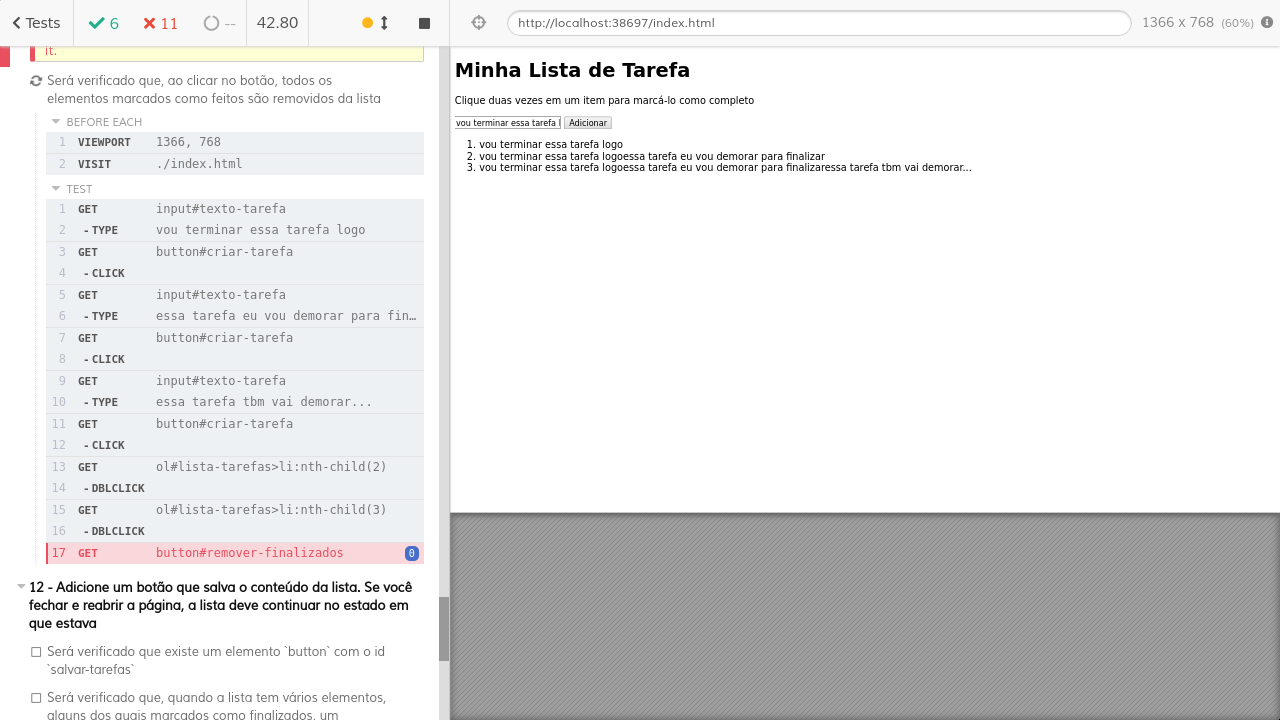 Tests 6 11 -- 42.80
it.
Será verificado que, ao clicar no botão, todos os
elementos marcados como feitos são removidos da lista
BEFORE EACH
1 VIEWPORT 1366, 768
2 VISIT ./index.html
TEST
1 GET input#texto-tarefa
2 -TYPE vou terminar essa tarefa logo
3 GET button#criar-tarefa
4 -CLICK
5 GET input#texto-tarefa
6 -TYPE essa tarefa eu vou demorar para fin…
7 GET button#criar-tarefa
8 -CLICK
9 GET input#texto-tarefa
10 -TYPE essa tarefa tbm vai demorar...
11 GET button#criar-tarefa
12 -CLICK
13 GET ol#lista-tarefas>li:nth-child(2)
14 -DBLCLICK
15 GET ol#lista-tarefas>li:nth-child(3)
16 -DBLCLICK
17 GET button#remover-finalizados 0
12 - Adicione um botão que salva o conteúdo da lista. Se você
fechar e reabrir a página, a lista deve continuar no estado em
que estava
Será verificado que existe um elemento `button` com o id
`salvar-tarefas`
Será verificado que, quando a lista tem vários elementos,
alguns dos quais marcados como finalizados, um
http://localhost:38697/index.html 1366 x 768 (60%)
Minha Lista de Tarefa
Clique duas vezes em um item para marcá-lo como completo
vou terminar essa tarefa l Adicionar
1. vou terminar essa tarefa logo
2. vou terminar essa tarefa logoessa tarefa eu vou demorar para finalizar
3. vou terminar essa tarefa logoessa tarefa eu vou demorar para finalizaressa tarefa tbm vai demorar...